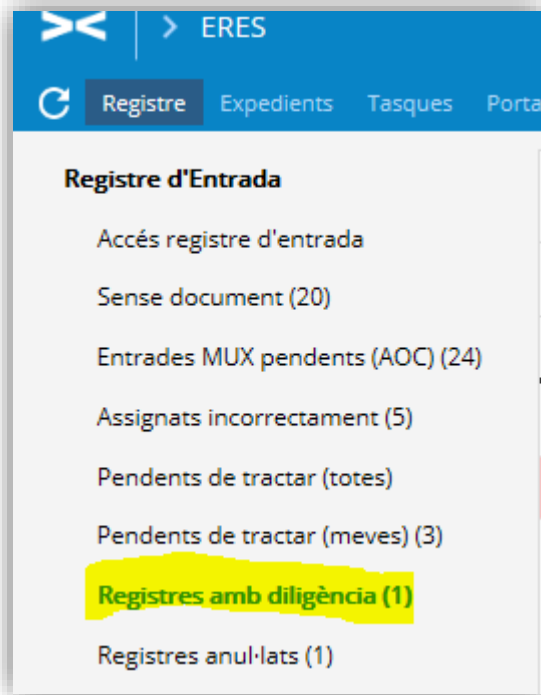 ERES
Registre Expedients Tasques Porta
Registre d'Entrada
Accés registre d'entrada
Sense document (20)
Entrades MUX pendents (AOC) (24)
Assignats incorrectament (5)
Pendents de tractar (totes)
Pendents de tractar (meves) (3)
Registres amb diligència (1)
Registres anul·lats (1)